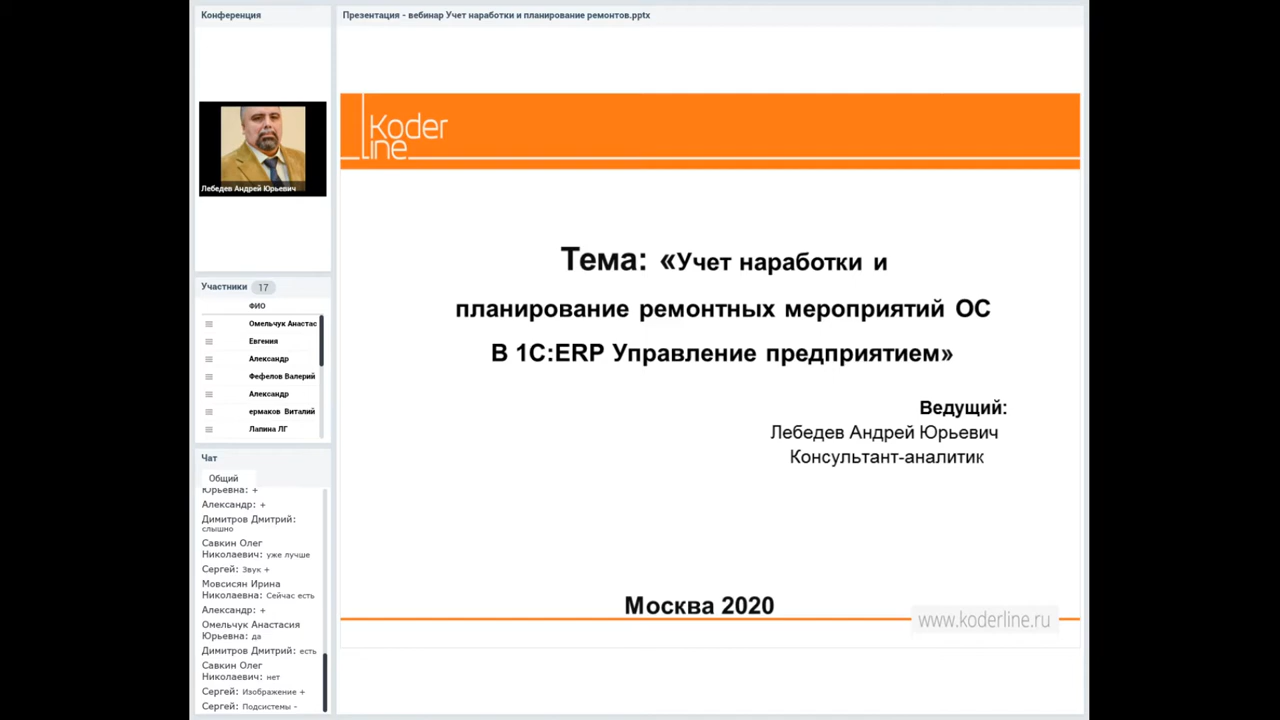 Конференция
Презентация - вебинар Учет наработки и планирование ремонтов.pptx
Лебедев Андрей Юрьевич
Koder
line
Тема: «Учет наработки и
планирование ремонтных мероприятий ОС
В 1С:ERP Управление предприятием»
Ведущий:
Лебедев Андрей Юрьевич
Консультант-аналитик
Москва 2020
www.koderline.ru
Участники 17
ФИО
Омельчук Анастас
Евгения
Александр
Фефелов Валерий
Александр
ермаков Виталий
Лапина ЛГ
Чат
Общий
Юрьевна: +
Александр: +
Димитров Дмитрий:
слышно
Савкин Олег
Николаевич: уже лучше
Сергей: Звук +
Мовсисян Ирина
Николаевна: Сейчас есть
Александр: +
Омельчук Анастасия
Юрьевна: да
Димитров Дмитрий: есть
Савкин Олег
Николаевич: нет
Сергей: Изображение +
Сергей: Подсистемы -